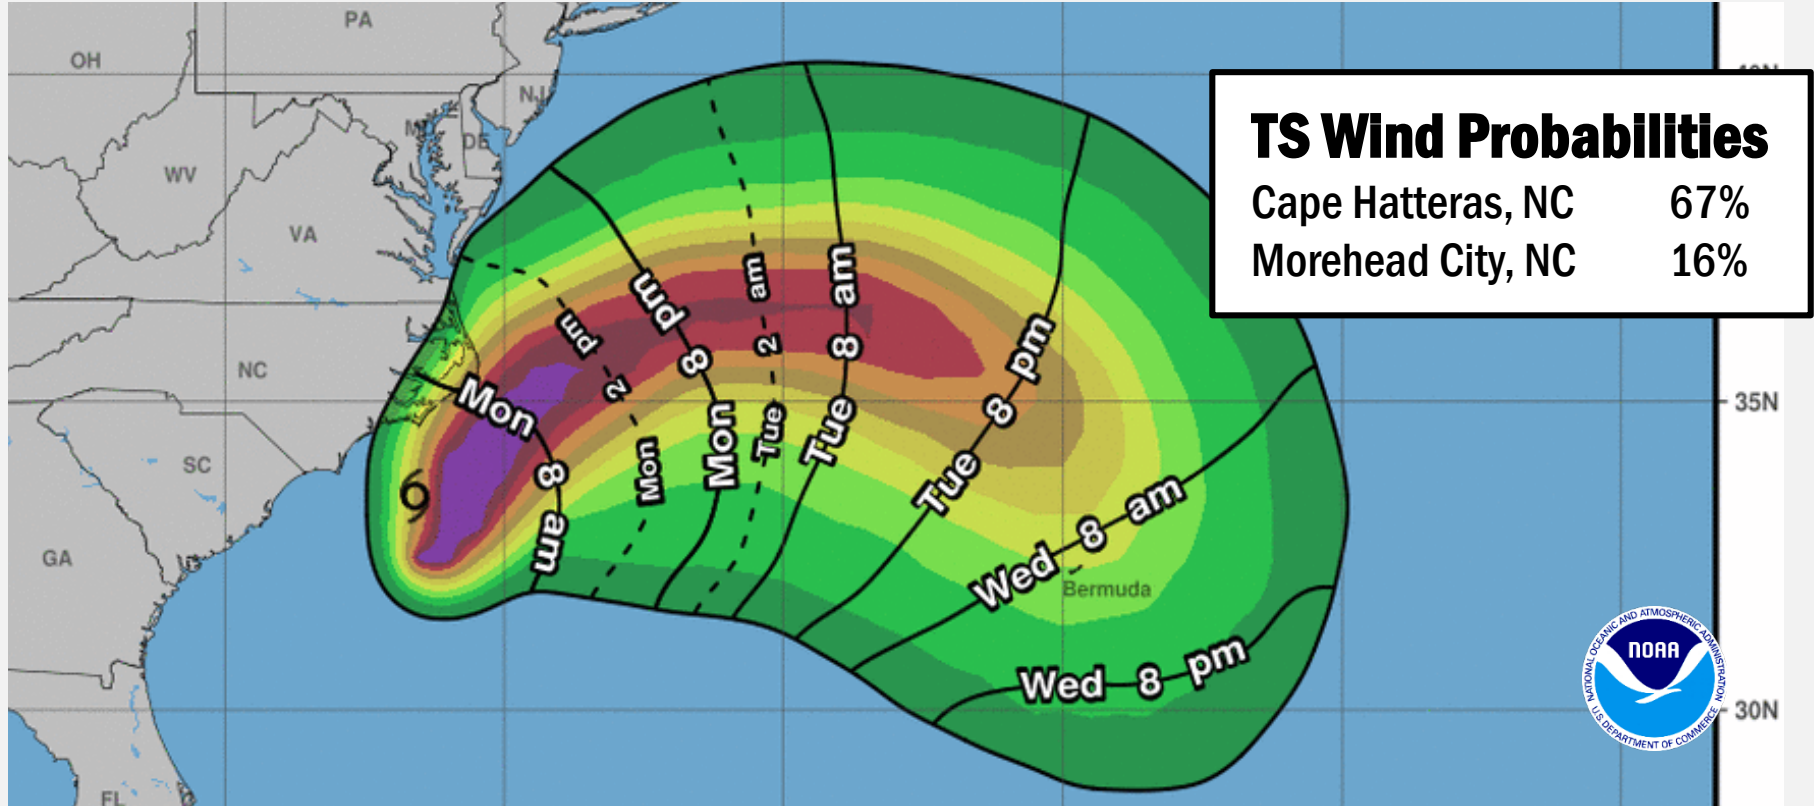 PA
OH
NJ
DE
WV
VA
NC
SC
GA
FL
TS Wind Probabilities
Cape Hatteras, NC 67%
Morehead City, NC 16%
Mon 8 am
Mon 2 pm
Mon 8 pm
Tue 2 am
Tue 8 am
Tue 8 pm
Wed 8 am
Bermuda
Wed 8 pm
35N
30N
NATIONAL OCEANIC AND ATMOSPHERIC ADMINISTRATION
NOAA
U.S. DEPARTMENT OF COMMERCE